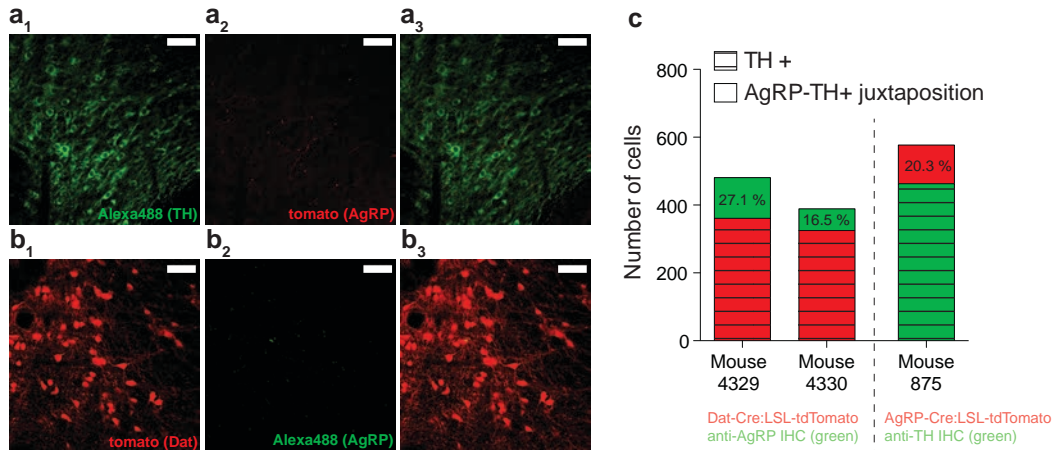 a1
a2
a3
Alexa488 (TH)
tomato (AgRP)
b1
b2
b3
tomato (Dat)
Alexa488 (AgRP)
c
TH +
AgRP-TH+ juxtaposition
Number of cells
800
600
400
200
0
27.1 %
16.5 %
20.3 %
Mouse
4329
Mouse
4330
Mouse
875
Dat-Cre:LSL-tdTomato
anti-AgRP IHC (green)
AgRP-Cre:LSL-tdTomato
anti-TH IHC (green)